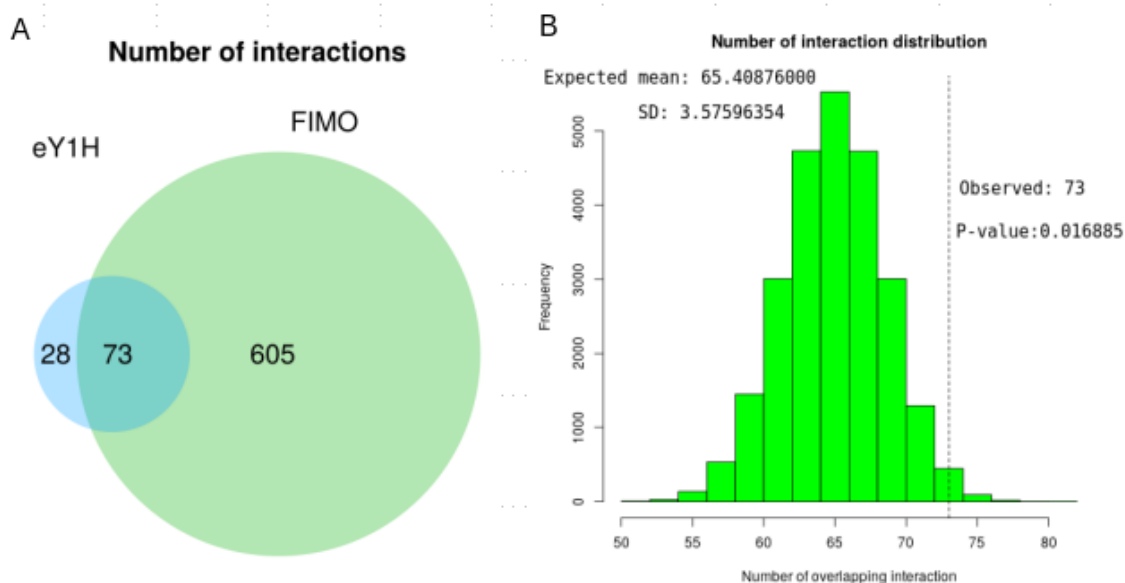 A
Number of interactions
eY1H
FIMO
28
73
605
B
Number of interaction distribution
Expected mean: 65.40876000
SD: 3.57596354
Observed: 73
P-value:0.016885
Frequency
5000
4000
3000
2000
1000
0
50 55 60 65 70 75 80
Number of overlapping interaction